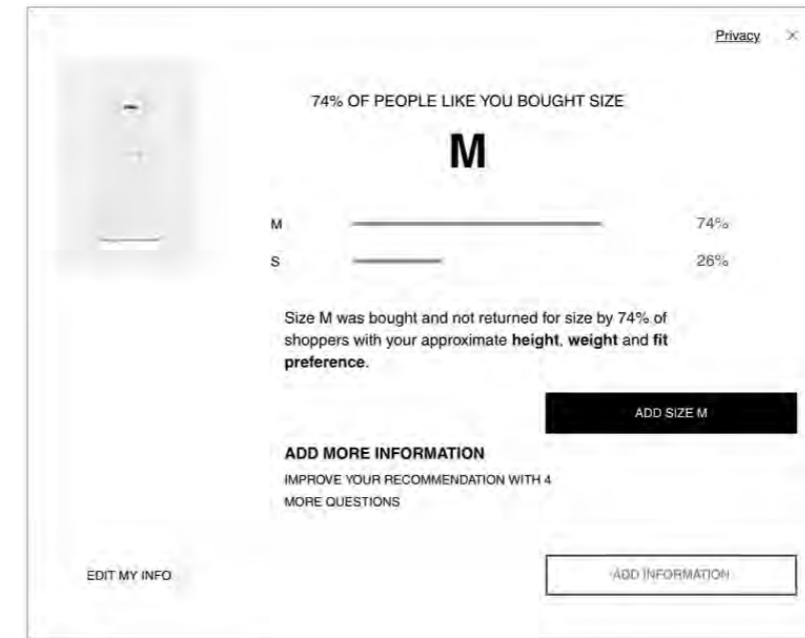 Privacy ×
74% OF PEOPLE LIKE YOU BOUGHT SIZE
M
M 74%
S 26%
Size M was bought and not returned for size by 74% of
shoppers with your approximate height, weight and fit
preference.
ADD SIZE M
ADD MORE INFORMATION
IMPROVE YOUR RECOMMENDATION WITH 4
MORE QUESTIONS
EDIT MY INFO
ADD INFORMATION